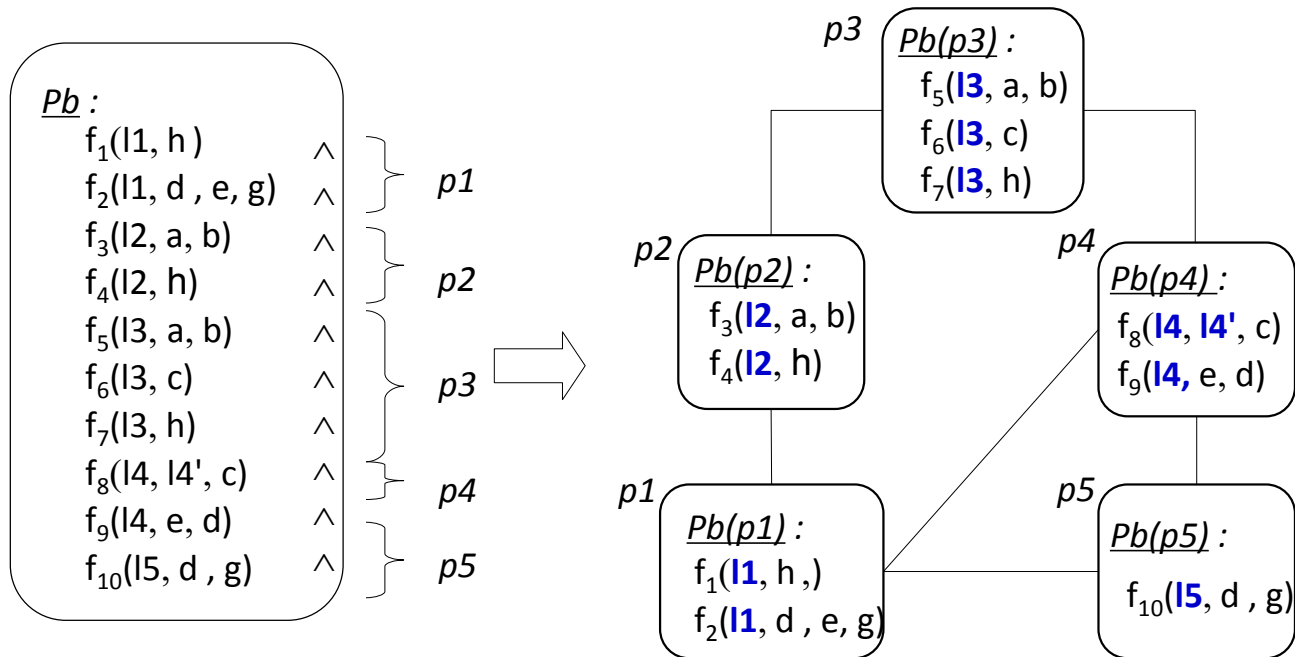 Pb :
f₁(l1, h ) ^
f₂(l1, d , e, g) ^
f₃(l2, a, b) ^
f₄(l2, h) ^
f₅(l3, a, b) ^
f₆(l3, c) ^
f₇(l3, h) ^
f₈(l4, l4', c) ^
f₉(l4, e, d) ^
f₁₀(l5, d , g) ^
p1
p2
p3
p4
p5
p3
Pb(p3) :
f₅(l3, a, b)
f₆(l3, c)
f₇(l3, h)
p2
Pb(p2) :
f₃(l2, a, b)
f₄(l2, h)
p4
Pb(p4) :
f₈(l4, l4', c)
f₉(l4, e, d)
p1
Pb(p1) :
f₁(l1, h ,)
f₂(l1, d , e, g)
p5
Pb(p5) :
f₁₀(l5, d , g)